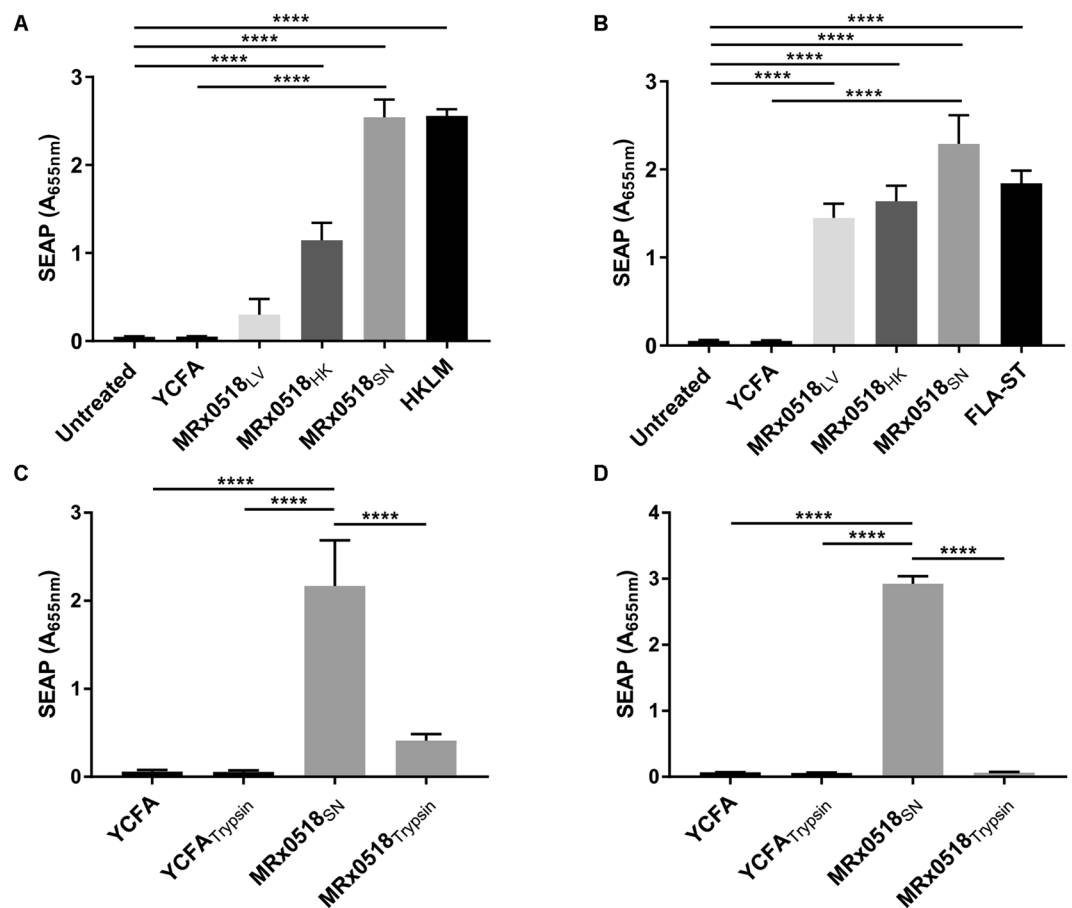 A
****
****
****
****
3
2
1
0
SEAP (A655nm)
Untreated
YCFA
MRx0518LV
MRx0518HK
MRx0518SN
HKLM
B
****
****
****
****
****
3
2
1
0
SEAP (A655nm)
Untreated
YCFA
MRx0518LV
MRx0518HK
MRx0518SN
FLA-ST
C
****
****
****
3
2
1
0
SEAP (A655nm)
YCFA
YCFATrypsin
MRx0518SN
MRx0518Trypsin
D
****
****
****
4
3
2
1
0
SEAP (A655nm)
YCFA
YCFATrypsin
MRx0518SN
MRx0518Trypsin